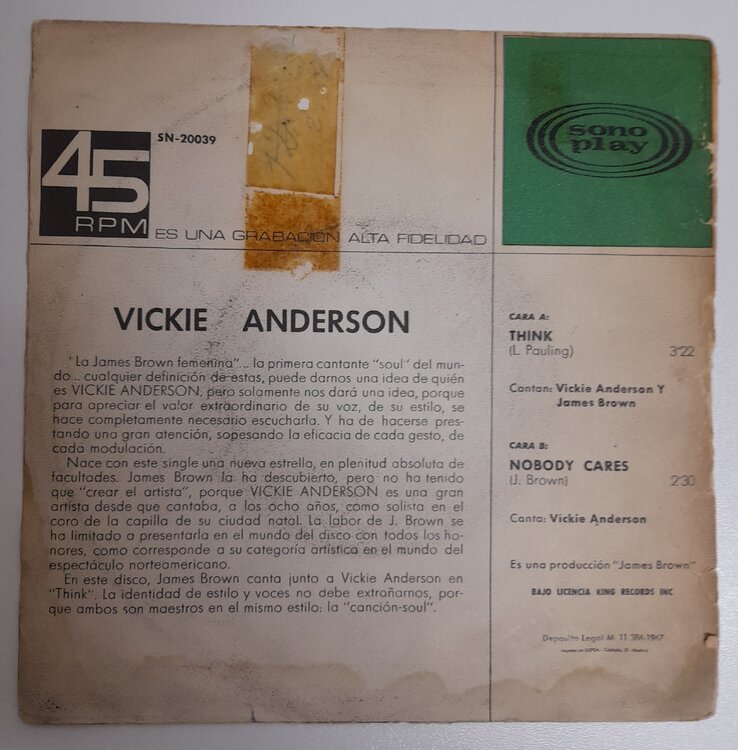 45
RPM
SN-20039
ES UNA GRABACION ALTA FIDELIDAD
sono
play
VICKIE ANDERSON
"La James Brown femenina"... la primera cantante "soul" del mun-
do... cualquier definición de estas, puede darnos una idea de quién
es VICKIE ANDERSON, pero solamente nos dará una idea, porque
para apreciar el valor extraordinario de su voz, de su estilo, se
hace completamente necesario escucharla. Y ha de hacerse pres-
tando una gran atención, sopesando la eficacia de cada gesto, de
cada modulación.
Nace con este single una nueva estrella, en plenitud absoluta de
facultades. James Brown la ha descubierto, pero no ha tenido
que "crear el artista", porque VICKIE ANDERSON es una gran
artista desde que cantaba, a los ocho años, como solista en el
coro de la capilla de su ciudad natal. La labor de J. Brown se
ha limitado a presentarla en el mundo del disco con todos los ho-
nores, como corresponde a su categoría artística en el mundo del
espectáculo norteamericano.
En este disco, James Brown canta junto a Vickie Anderson en
"Think". La identidad de estilo y voces no debe extrañarnos, por-
que ambos son maestros en el mismo estilo: la "canción-soul".
CARA A:
THINK
(L. Pauling) 3'22
Cantan: Vickie Anderson Y
James Brown
CARA B:
NOBODY CARES
(J. Brown) 2'30
Canta: Vickie Anderson
Es una producción "James Brown"
BAJO LICENCIA KING RECORDS INC
Deposito Legal M. 11.386-1967